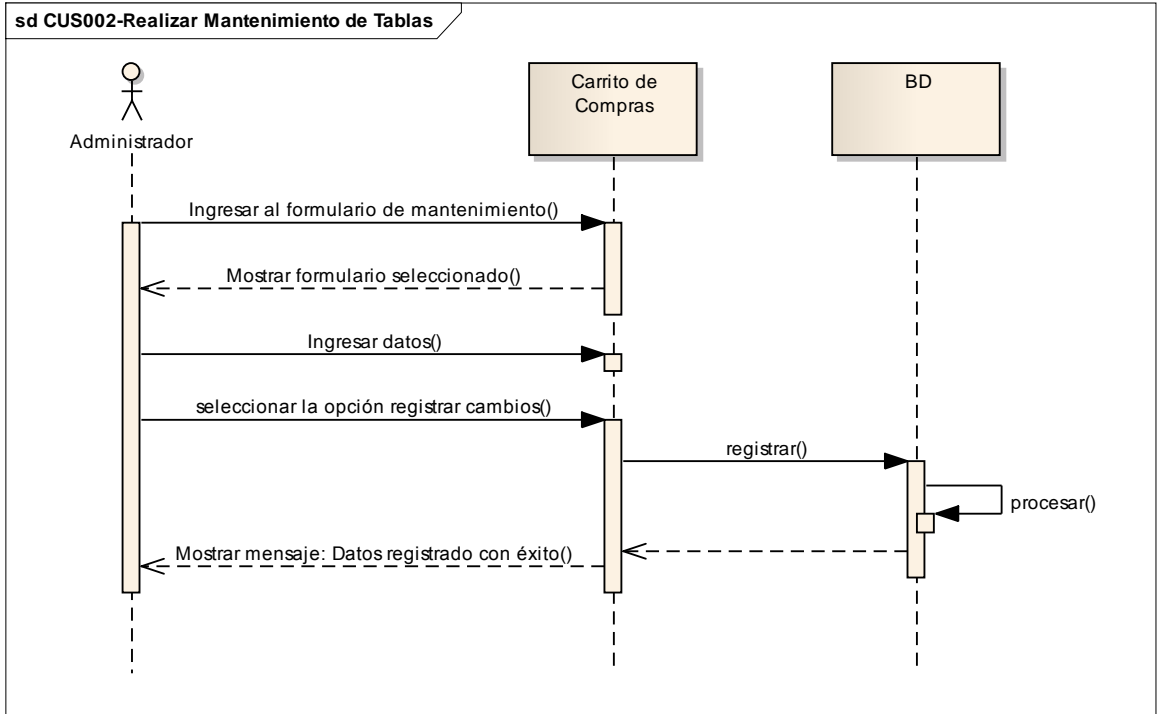 sd CUS002-Realizar Mantenimiento de Tablas
Administrador
Carrito de
Compras
BD
Ingresar al formulario de mantenimiento()
Mostrar formulario seleccionado()
Ingresar datos()
seleccionar la opción registrar cambios()
registrar()
procesar()
Mostrar mensaje: Datos registrado con éxito()